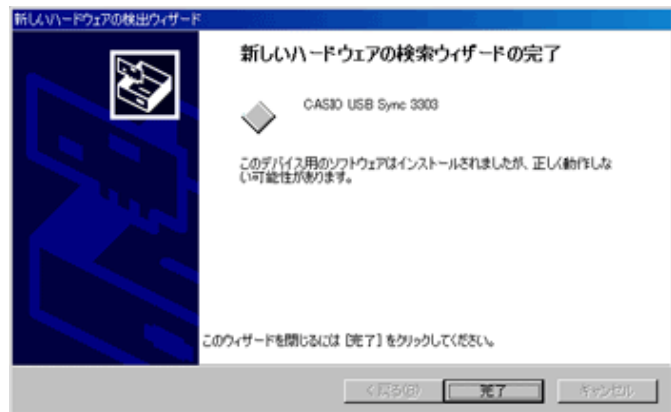 新しいハードウェアの検出ウィザード
新しいハードウェアの検索ウィザードの完了
CASIO USB Sync 3303
このデバイス用のソフトウェアはインストールされましたが、正しく動作しな
い可能性があります。
このウィザードを閉じるには [完了] をクリックしてください。
< 戻る(B)
完了
キャンセル